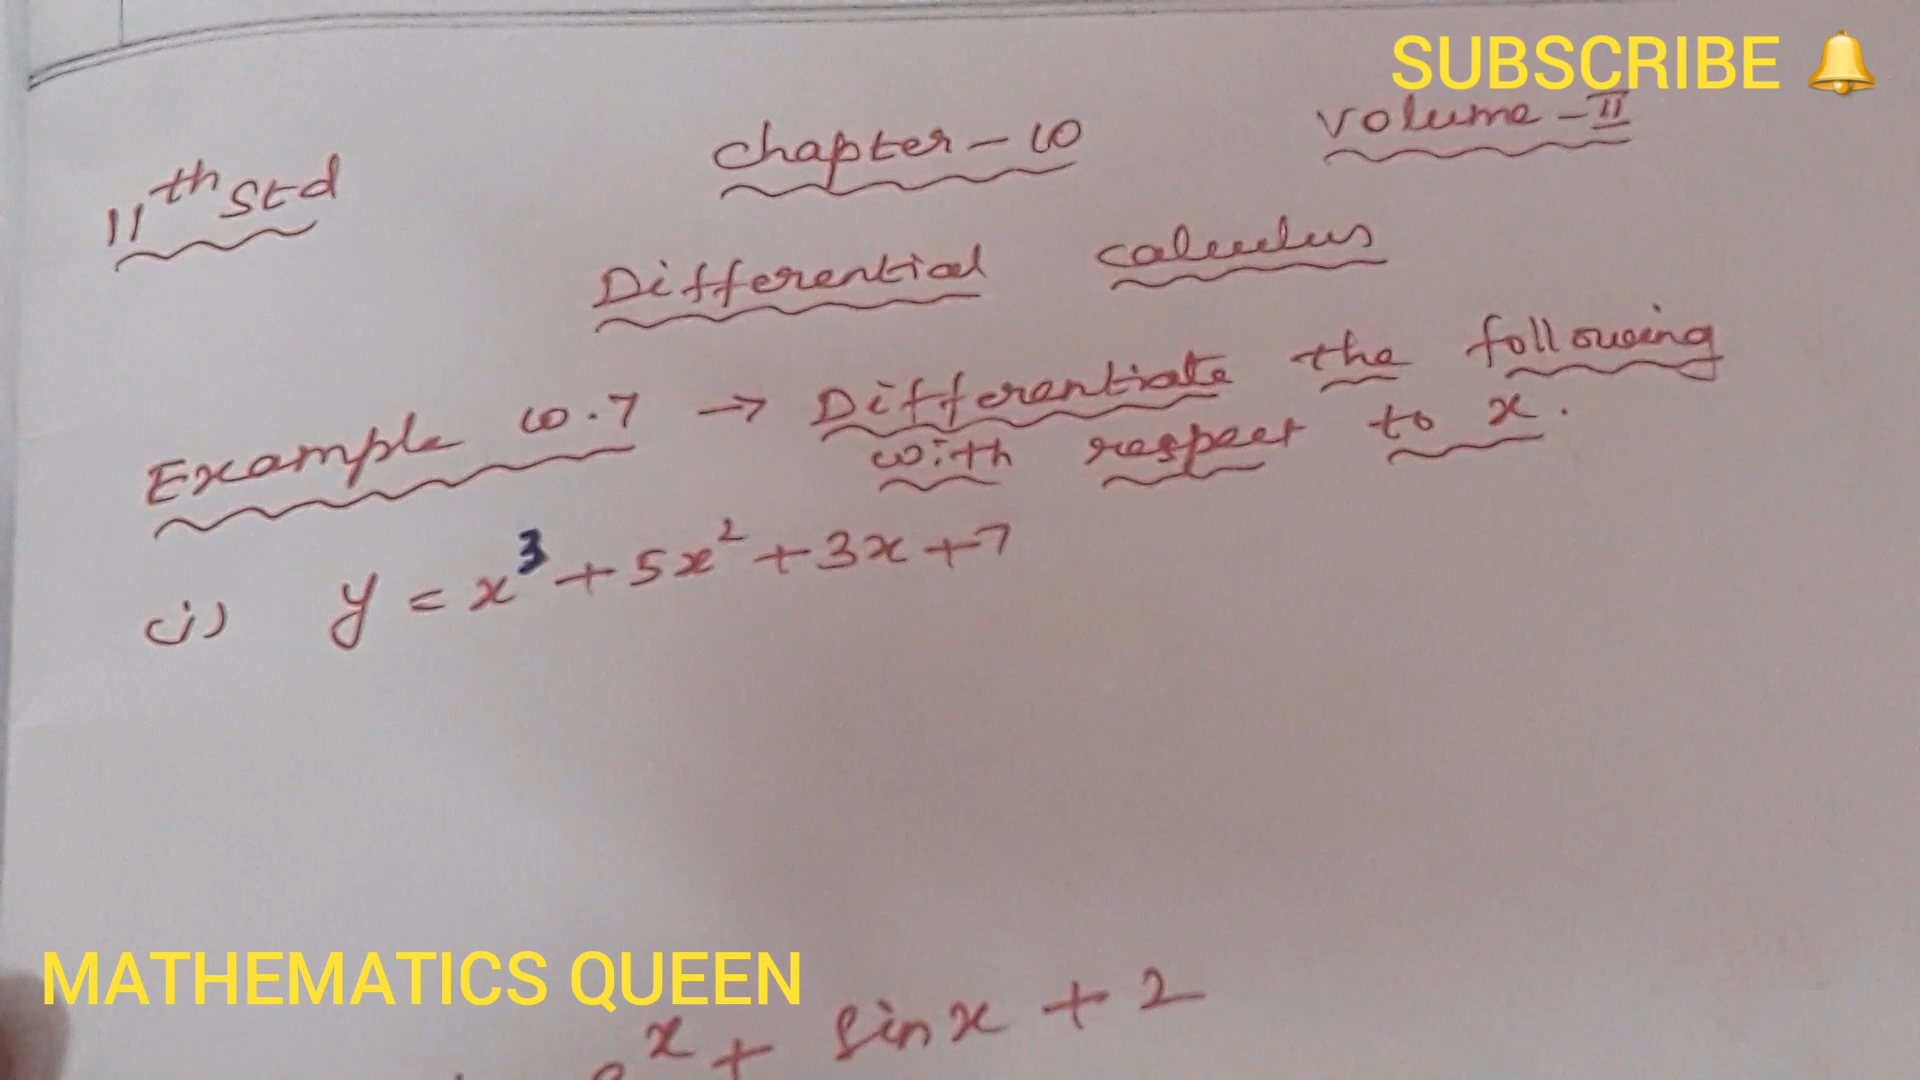 SUBSCRIBE 🔔
11th Std Chapter - 10 Volume - II
Differential calculus
Example 10.7 → Differentiate the following
with respect to x.
(i) y = x³ + 5x² + 3x + 7
MATHEMATICS QUEEN
x + sin x + 2